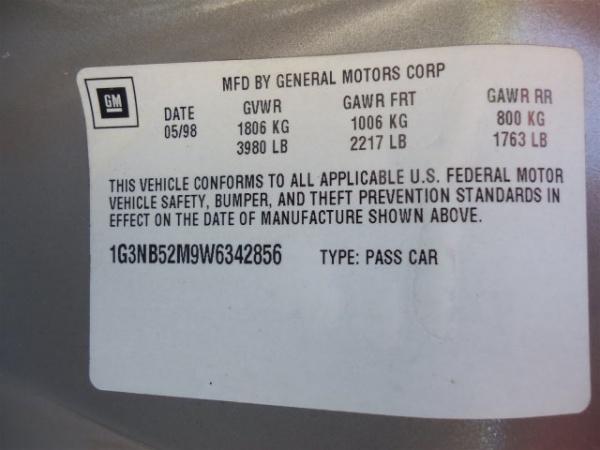 MFD BY GENERAL MOTORS CORP
GM
DATE GVWR GAWR FRT GAWR RR
05/98 1806 KG 1006 KG 800 KG
3980 LB 2217 LB 1763 LB
THIS VEHICLE CONFORMS TO ALL APPLICABLE U.S. FEDERAL MOTOR
VEHICLE SAFETY, BUMPER, AND THEFT PREVENTION STANDARDS IN
EFFECT ON THE DATE OF MANUFACTURE SHOWN ABOVE.
1G3NB52M9W6342856 TYPE: PASS CAR